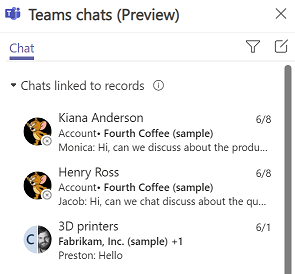 Teams chats (Preview)
Chat
Chats linked to records
Kiana Anderson 6/8
Account• Fourth Coffee (sample)
Monica: Hi, can we discuss about the produ...
Henry Ross 6/8
Account• Fourth Coffee (sample)
Jacob: Hi, can we chat discuss about the qu...
3D printers 6/1
C
Fabrikam, Inc. (sample) +1
Preston: Hello